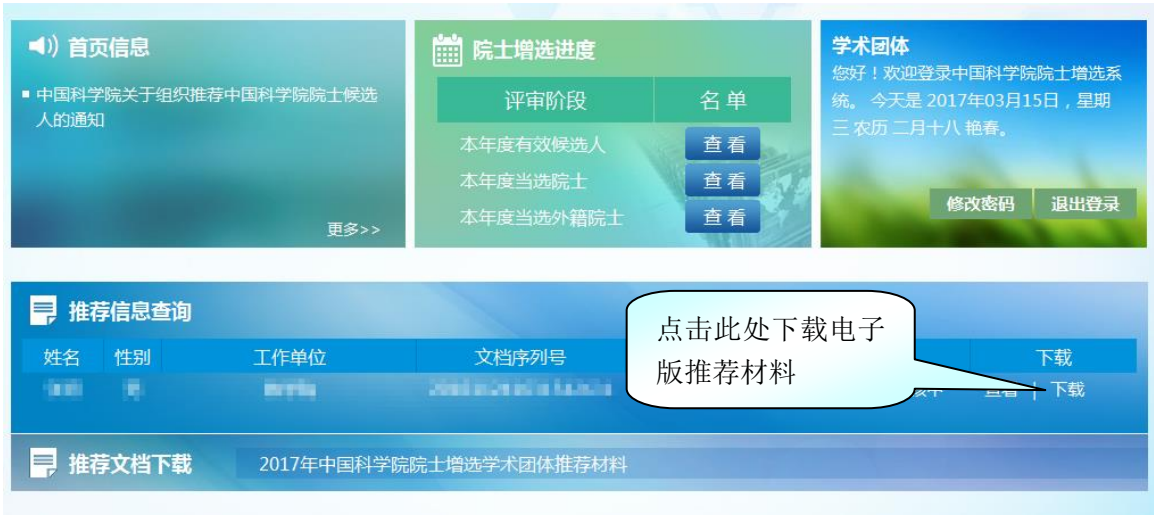 首页信息
中国科学院关于组织推荐中国科学院院士候选
人的通知
更多>>
院士增选进度
评审阶段 名单
本年度有效候选人 查看
本年度当选院士 查看
本年度当选外籍院士 查看
学术团体
您好！欢迎登录中国科学院院士增选系
统。 今天是 2017年03月15日，星期
三 农历 二月十八 艳春。
修改密码 退出登录
推荐信息查询
姓名 性别 工作单位 文档序列号 下载
查看 | 下载
点击此处下载电子
版推荐材料
推荐文档下载 2017年中国科学院院士增选学术团体推荐材料